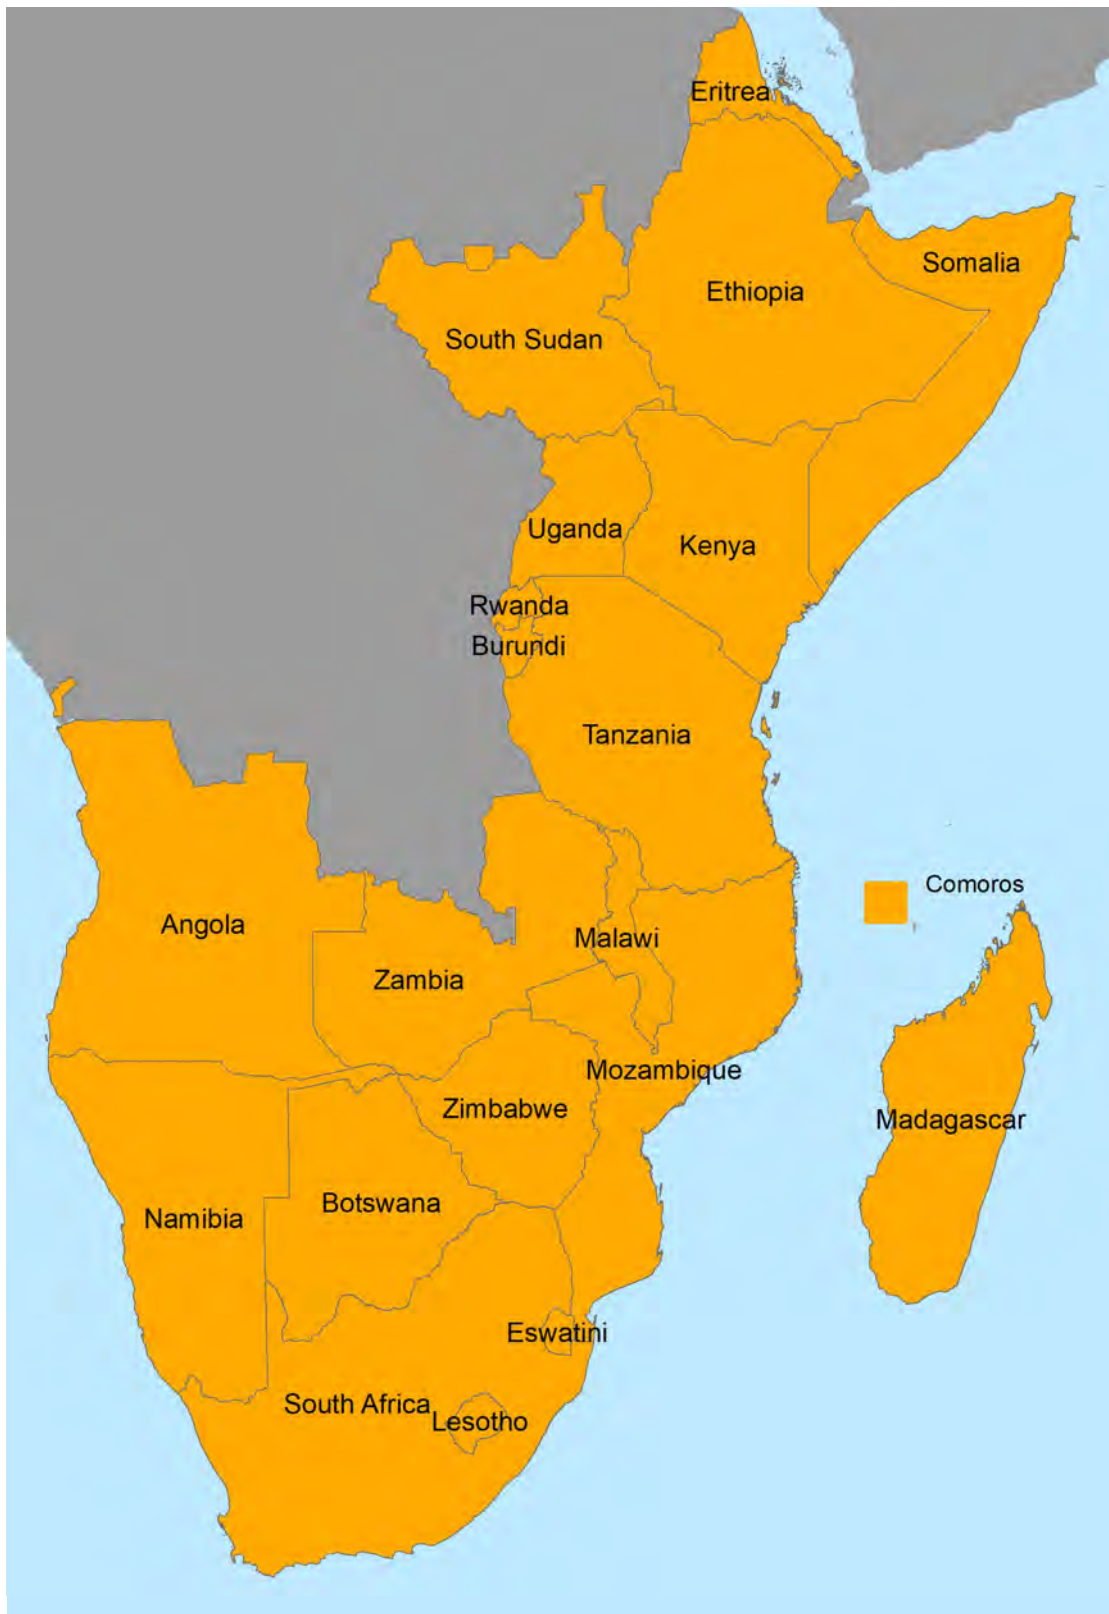 Eritrea
Somalia
Ethiopia
South Sudan
Uganda
Kenya
Rwanda
Burundi
Tanzania
Comoros
Angola
Malawi
Zambia
Mozambique
Zimbabwe
Madagascar
Botswana
Namibia
Eswatini
South Africa
Lesotho